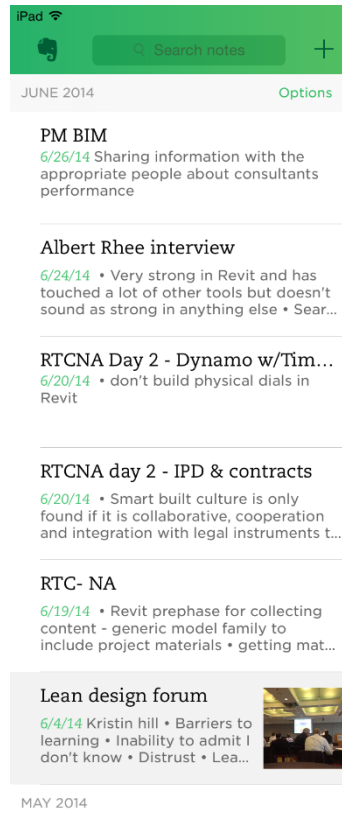 iPad
Search notes
JUNE 2014 Options
PM BIM
6/26/14 Sharing information with the
appropriate people about consultants
performance
Albert Rhee interview
6/24/14 • Very strong in Revit and has
touched a lot of other tools but doesn't
sound as strong in anything else • Sear...
RTCNA Day 2 - Dynamo w/Tim...
6/20/14 • don't build physical dials in
Revit
RTCNA day 2 - IPD & contracts
6/20/14 • Smart built culture is only
found if it is collaborative, cooperation
and integration with legal instruments t...
RTC- NA
6/19/14 • Revit prephase for collecting
content - generic model family to
include project materials • getting mat...
Lean design forum
6/4/14 Kristin hill • Barriers to
learning • Inability to admit I
don't know • Distrust • Lea...
MAY 2014